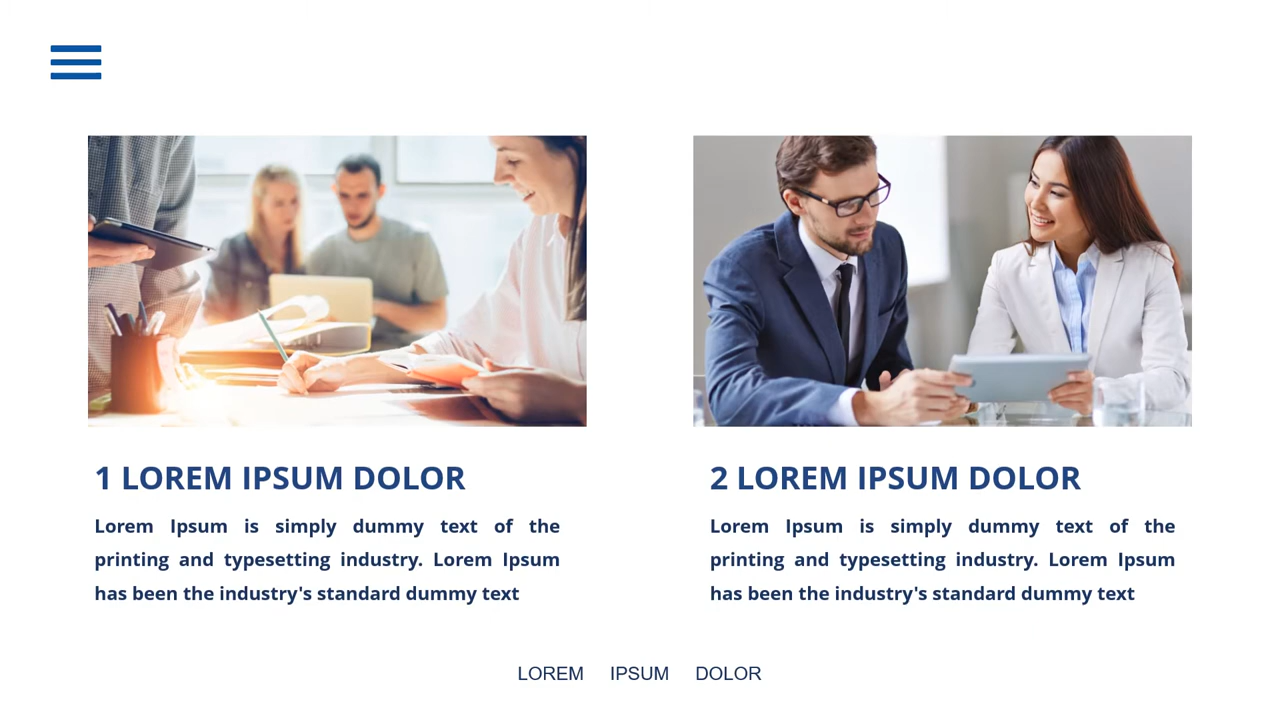 1 LOREM IPSUM DOLOR
Lorem Ipsum is simply dummy text of the
printing and typesetting industry. Lorem Ipsum
has been the industry's standard dummy text
2 LOREM IPSUM DOLOR
Lorem Ipsum is simply dummy text of the
printing and typesetting industry. Lorem Ipsum
has been the industry's standard dummy text
LOREM IPSUM DOLOR